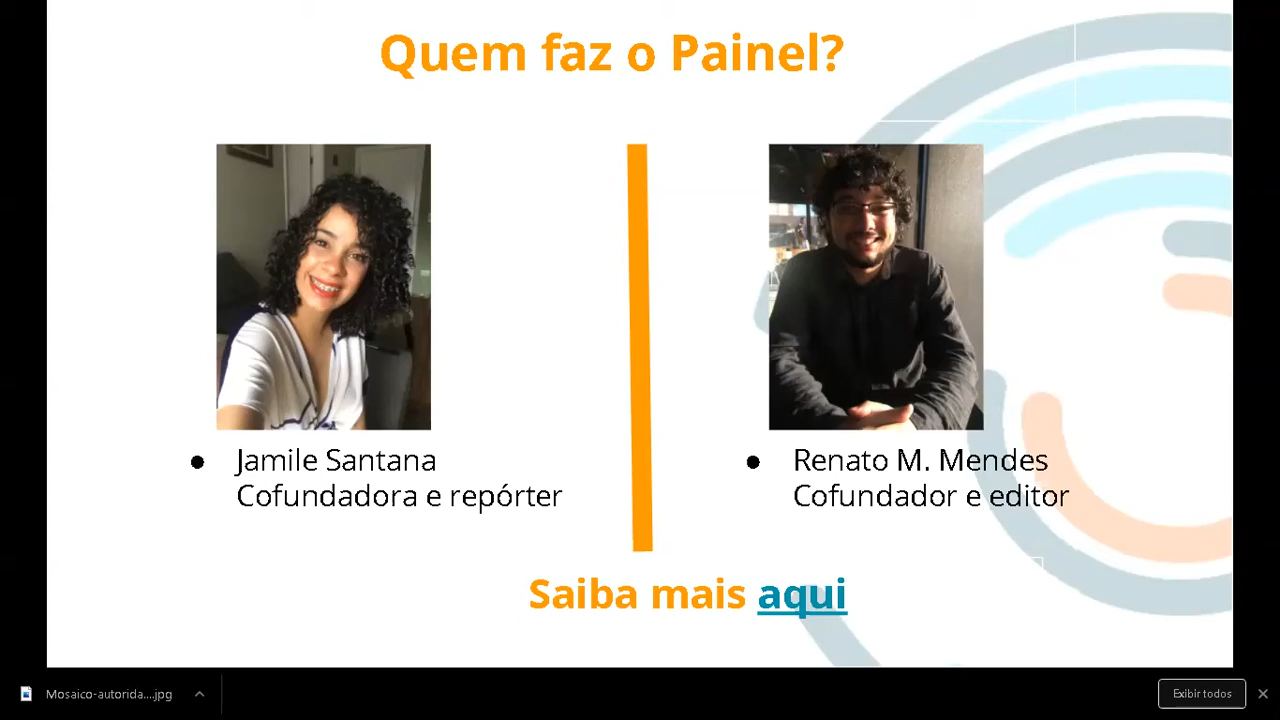 Quem faz o Painel?
● Jamile Santana
Cofundadora e repórter
● Renato M. Mendes
Cofundador e editor
Saiba mais aqui
Mosaico-autorida....jpg
Exibir todos